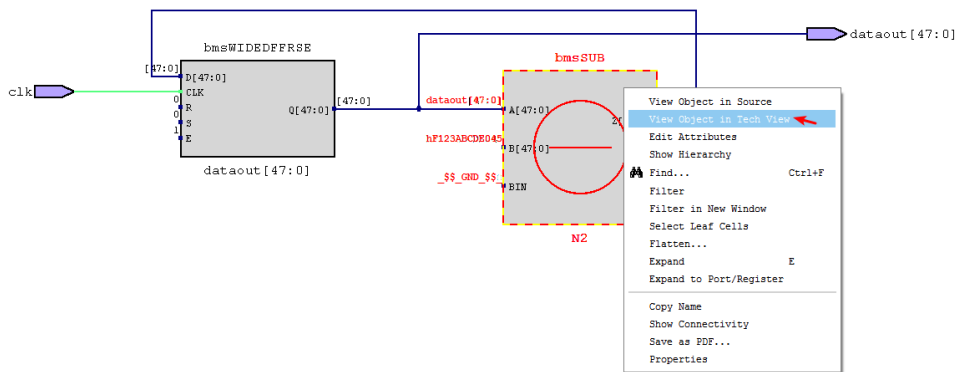 bmsWIDEDFFRSE
[47:0]
D[47:0]
clk
CLK
0
R
0
S
1
E
Q[47:0]
[47:0]
dataout[47:0]
dataout[47:0]
bmsSUB
dataout[47:0]
A[47:0]
hF123ABCDE045
B[47:0]
_$$_GND_$$_
BIN
N2
View Object in Source
View Object in Tech View
Edit Attributes
Show Hierarchy
Find... Ctrl+F
Filter
Filter in New Window
Select Leaf Cells
Flatten...
Expand E
Expand to Port/Register
Copy Name
Show Connectivity
Save as PDF...
Properties